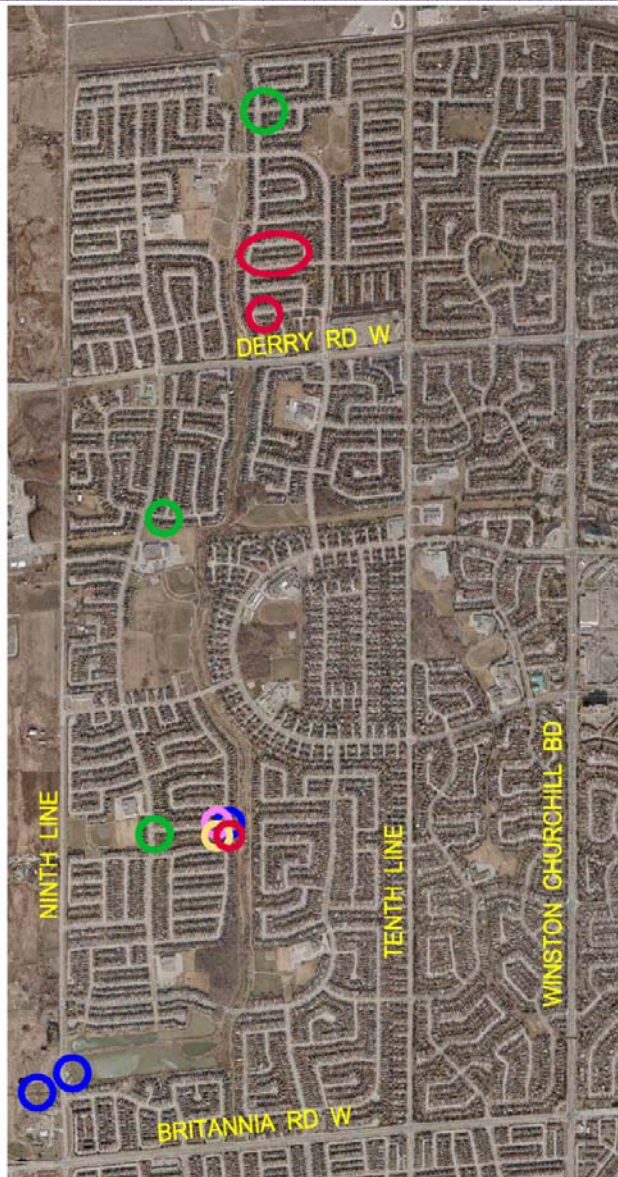 DERRY RD W
WINSTON CHURCHILL BD
NINTH LINE
TENTH LINE
BRITANNIA RD W